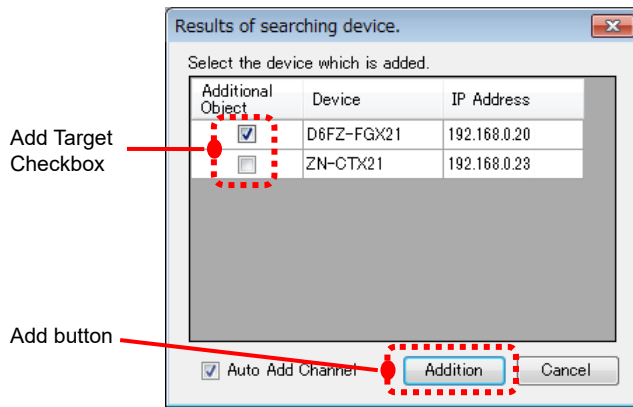 Results of searching device.
Select the device which is added.
Additional
Object
Device
IP Address
Add Target
Checkbox
D6FZ-FGX21
192.168.0.20
ZN-CTX21
192.168.0.23
Add button
Auto Add Channel
Addition
Cancel